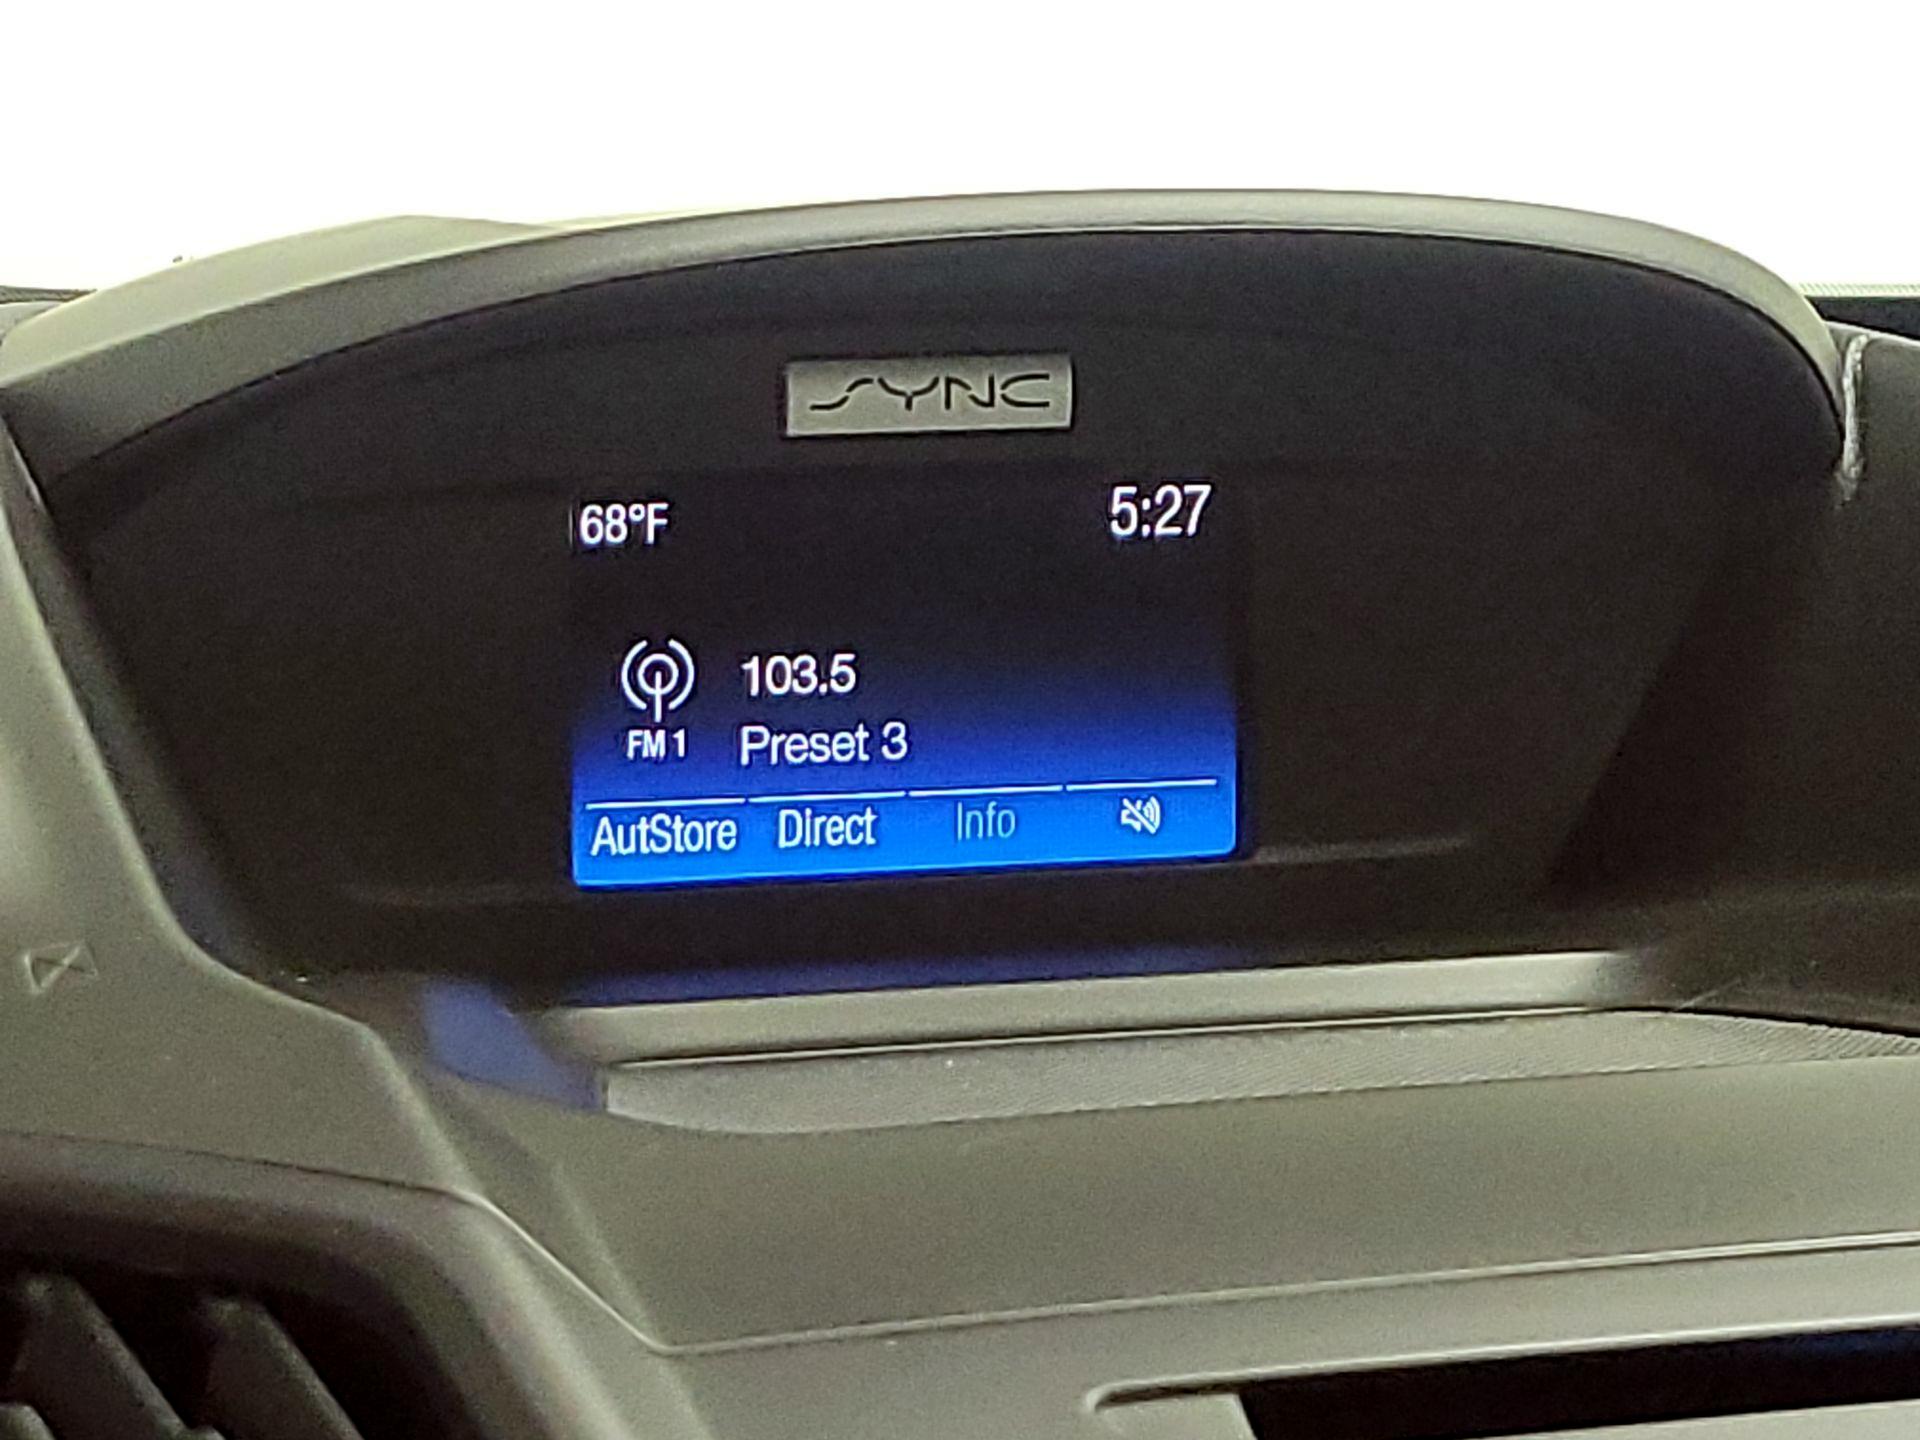 SYNC
68°F 5:27
103.5
FM 1 Preset 3
AutStore Direct Info